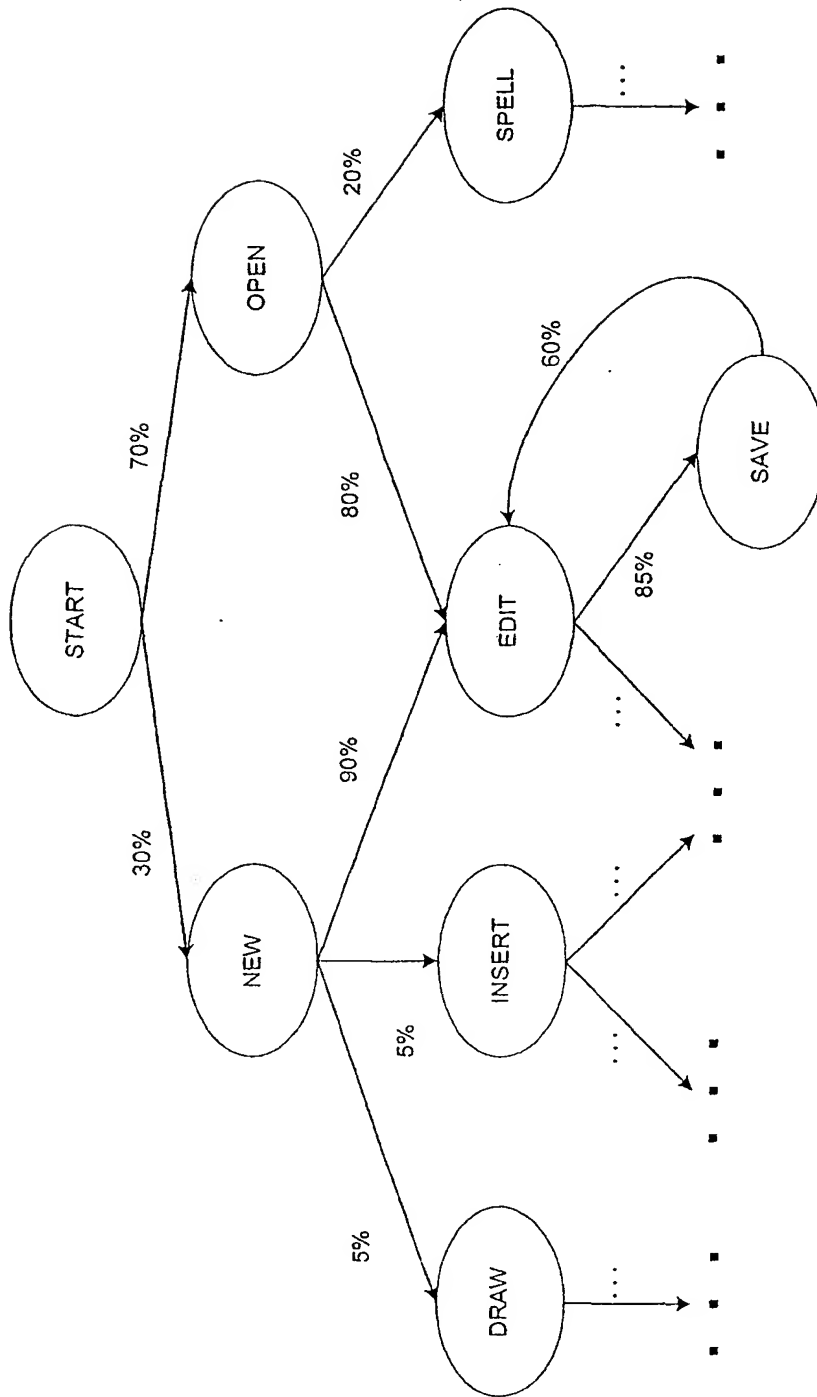 START
30%
70%
NEW
OPEN
5%
5%
90%
80%
20%
DRAW
INSERT
EDIT
SPELL
....
....
....
....
85%
60%
...
SAVE